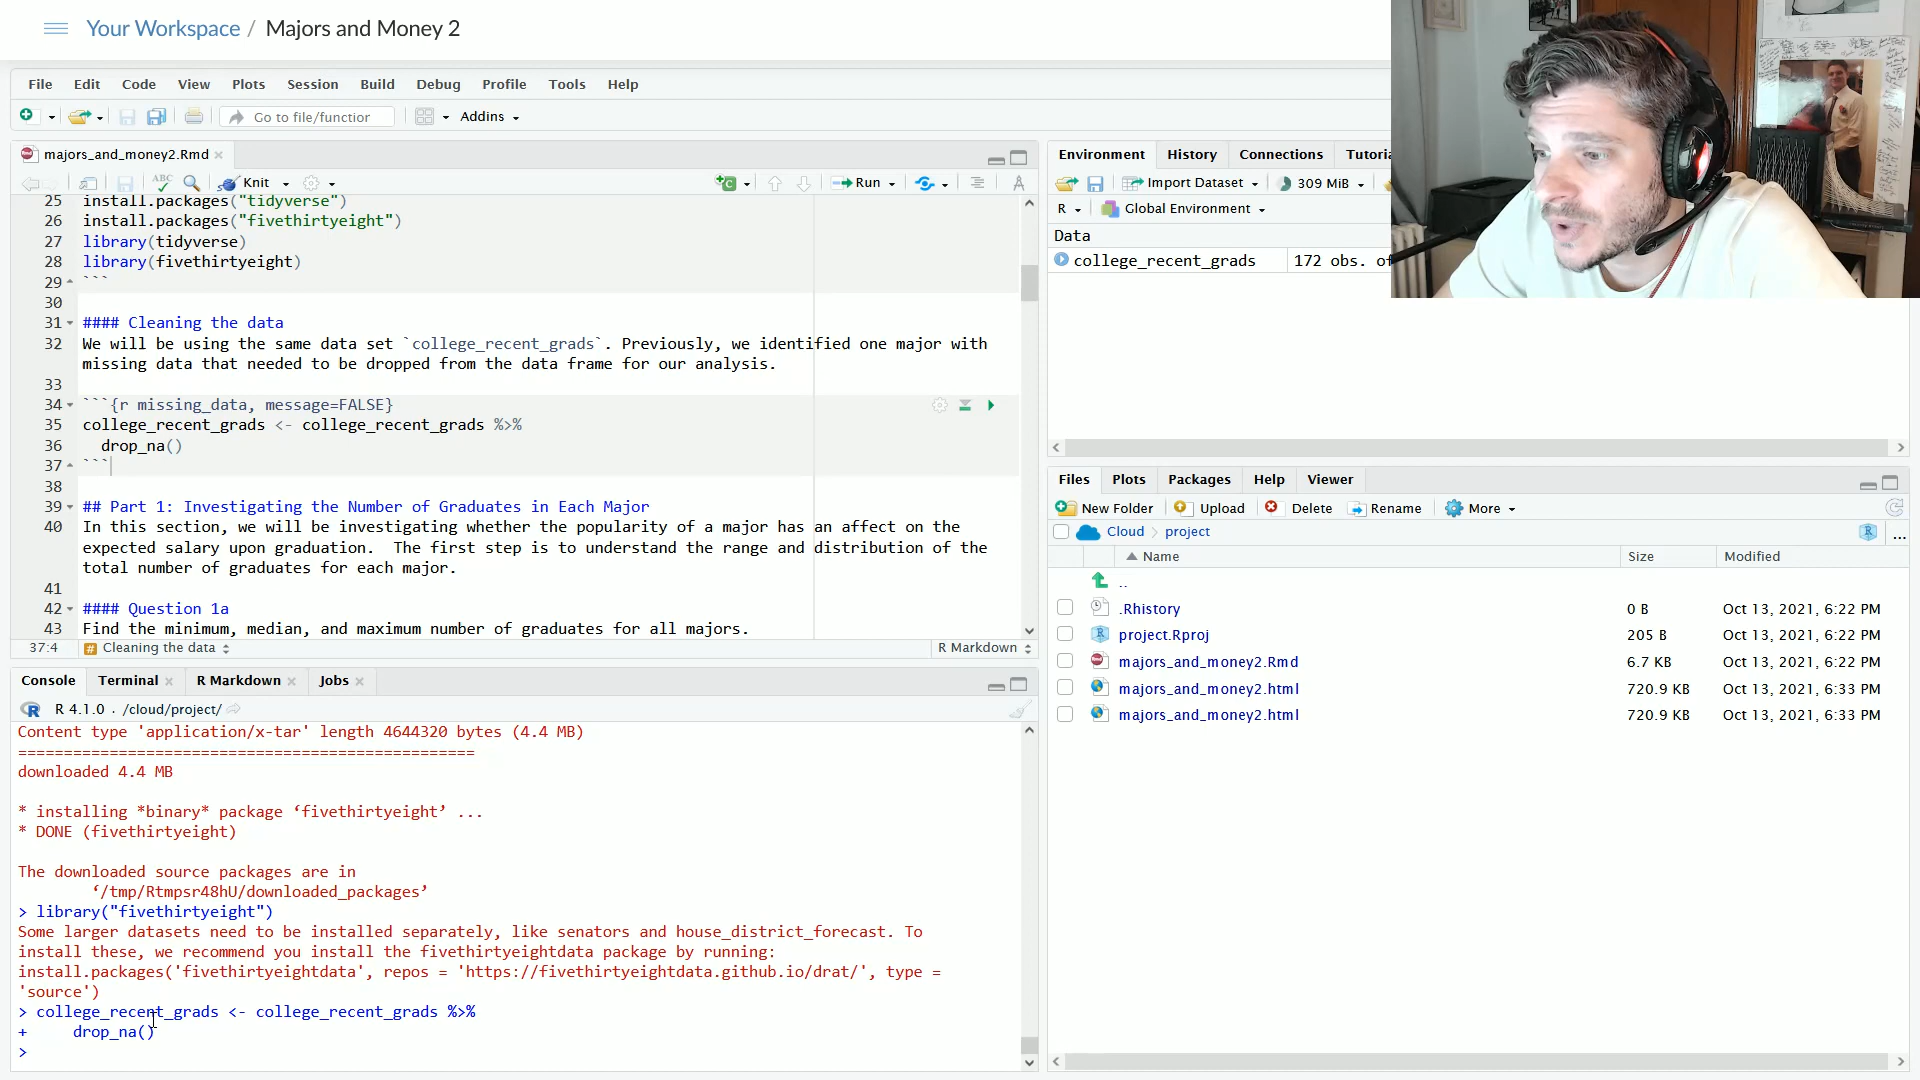 Your Workspace / Majors and Money 2
File Edit Code View Plots Session Build Debug Profile Tools Help
Go to file/function Addins
majors_and_money2.Rmd
ABC Knit Run
25 install.packages("tidyverse")
26 install.packages("fivethirtyeight")
27 library(tidyverse)
28 library(fivethirtyeight)
29 ```
30
31 #### Cleaning the data
32 We will be using the same data set `college_recent_grads`. Previously, we identified one major with
missing data that needed to be dropped from the data frame for our analysis.
33
34 ```{r missing_data, message=FALSE}
35 college_recent_grads <- college_recent_grads %>%
36 drop_na()
37 ```
38
39 ## Part 1: Investigating the Number of Graduates in Each Major
40 In this section, we will be investigating whether the popularity of a major has an affect on the
expected salary upon graduation. The first step is to understand the range and distribution of the
total number of graduates for each major.
41
42 #### Question 1a
43 Find the minimum, median, and maximum number of graduates for all majors.
37:4 # Cleaning the data R Markdown
Console Terminal R Markdown Jobs
R 4.1.0 . /cloud/project/
Content type 'application/x-tar' length 4644320 bytes (4.4 MB)
==================================================
downloaded 4.4 MB
* installing *binary* package ‘fivethirtyeight’ ...
* DONE (fivethirtyeight)
The downloaded source packages are in
‘/tmp/Rtmpsr48hU/downloaded_packages’
> library("fivethirtyeight")
Some larger datasets need to be installed separately, like senators and house_district_forecast. To
install these, we recommend you install the fivethirtyeightdata package by running:
install.packages('fivethirtyeightdata', repos = 'https://fivethirtyeightdata.github.io/drat/', type =
'source')
> college_recent_grads <- college_recent_grads %>%
+ drop_na()
>
Environment History Connections Tutoria
Import Dataset 309 MiB
R Global Environment
Data
college_recent_grads 172 obs. of
Files Plots Packages Help Viewer
New Folder Upload Delete Rename More
Cloud project R ...
Name Size Modified
..
.Rhistory 0 B Oct 13, 2021, 6:22 PM
project.Rproj 205 B Oct 13, 2021, 6:22 PM
majors_and_money2.Rmd 6.7 KB Oct 13, 2021, 6:22 PM
majors_and_money2.html 720.9 KB Oct 13, 2021, 6:33 PM
majors_and_money2.html 720.9 KB Oct 13, 2021, 6:33 PM